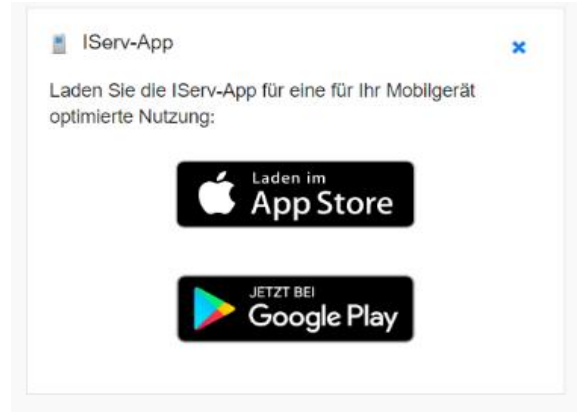 IServ-App
Laden Sie die IServ-App für eine für Ihr Mobilgerät
optimierte Nutzung:
Laden im
App Store
JETZT BEI
Google Play